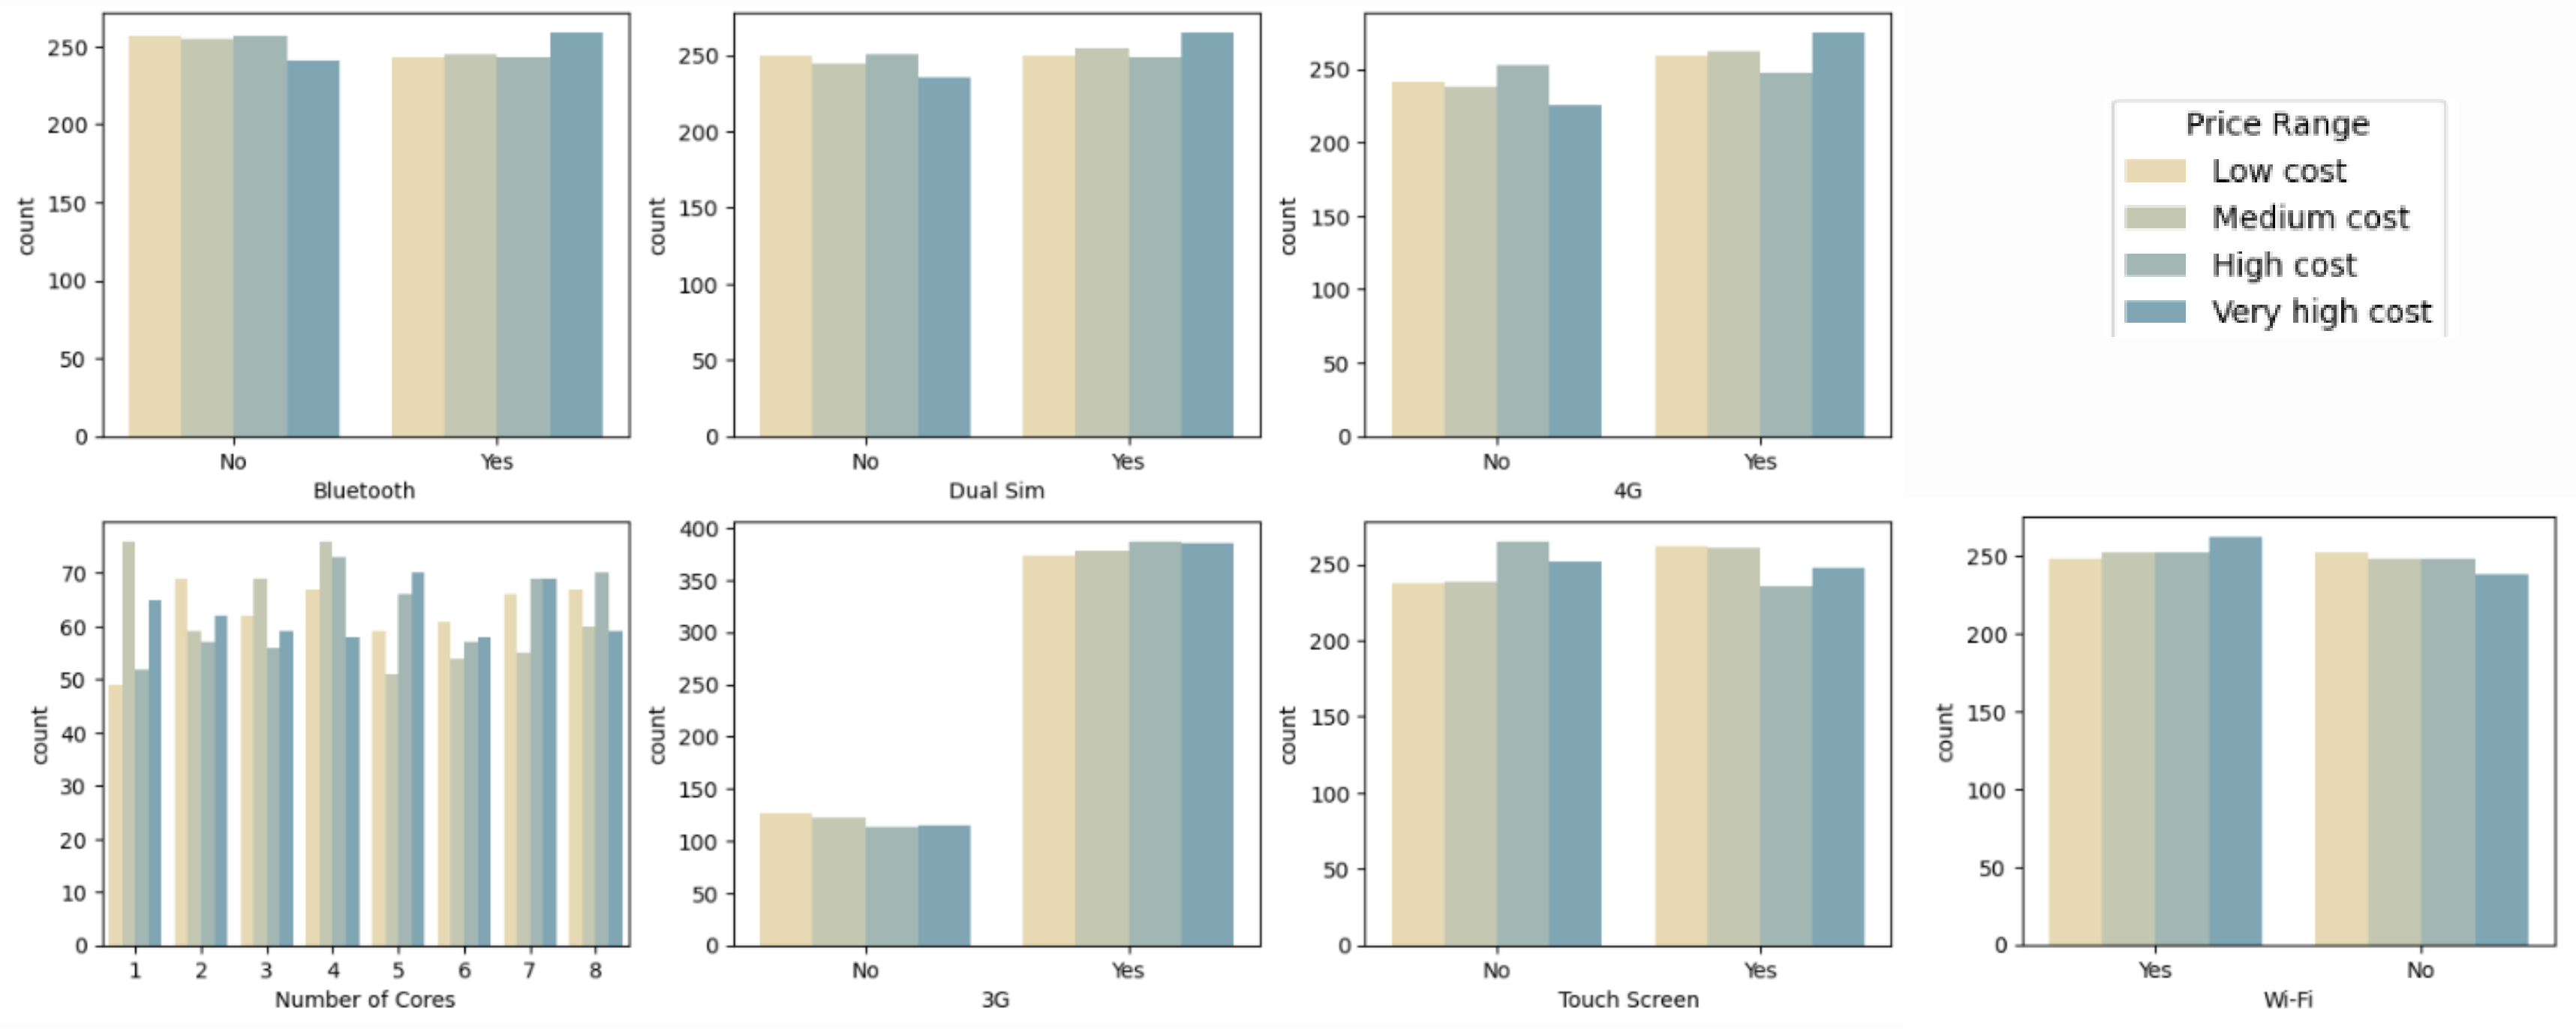 250
200
150
100
50
0
count
No Yes
Bluetooth
250
200
150
100
50
0
count
No Yes
Dual Sim
250
200
150
100
50
0
count
No Yes
4G
Price Range
Low cost
Medium cost
High cost
Very high cost
70
60
50
40
30
20
10
0
count
1 2 3 4 5 6 7 8
Number of Cores
400
350
300
250
200
150
100
50
0
count
No Yes
3G
250
200
150
100
50
0
count
No Yes
Touch Screen
250
200
150
100
50
0
count
Yes No
Wi-Fi